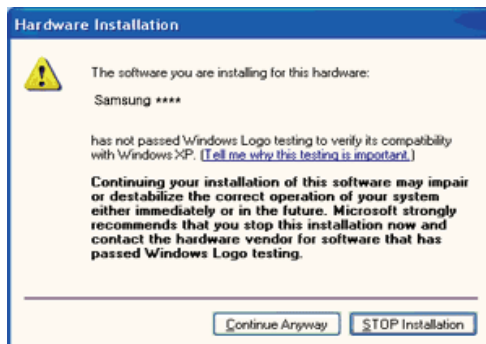 Hardware Installation
The software you are installing for this hardware:
Samsung ****
has not passed Windows Logo testing to verify its compatibility
with Windows XP. (Tell me why this testing is important.)
Continuing your installation of this software may impair
or destabilize the correct operation of your system
either immediately or in the future. Microsoft strongly
recommends that you stop this installation now and
contact the hardware vendor for software that has
passed Windows Logo testing.
Continue Anyway
STOP Installation